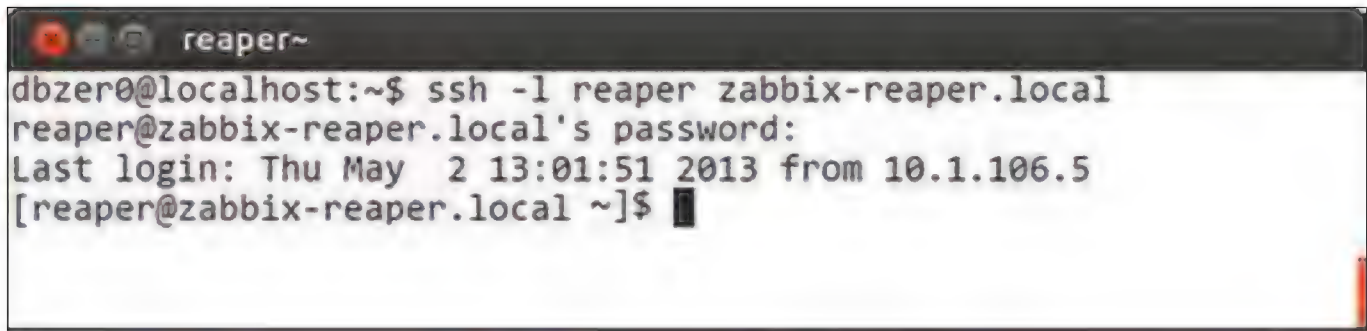 reaper~
dbzer0@localhost:~$ ssh -l reaper zabbix-reaper.local
reaper@zabbix-reaper.local's password:
Last login: Thu May  2 13:01:51 2013 from 10.1.106.5
[reaper@zabbix-reaper.local ~]$